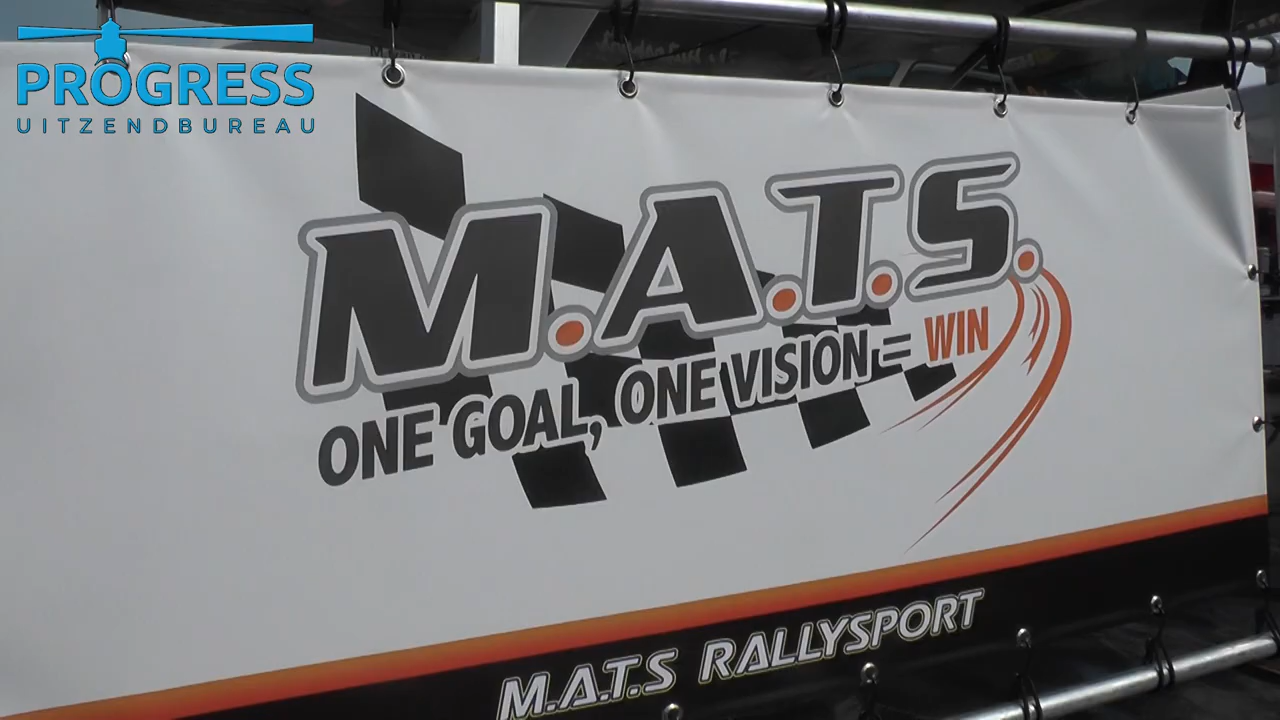 PROGRESS
UITZENDBUREAU
M.A.T.S.
ONE GOAL, ONE VISION = WIN
M.A.T.S RALLYSPORT